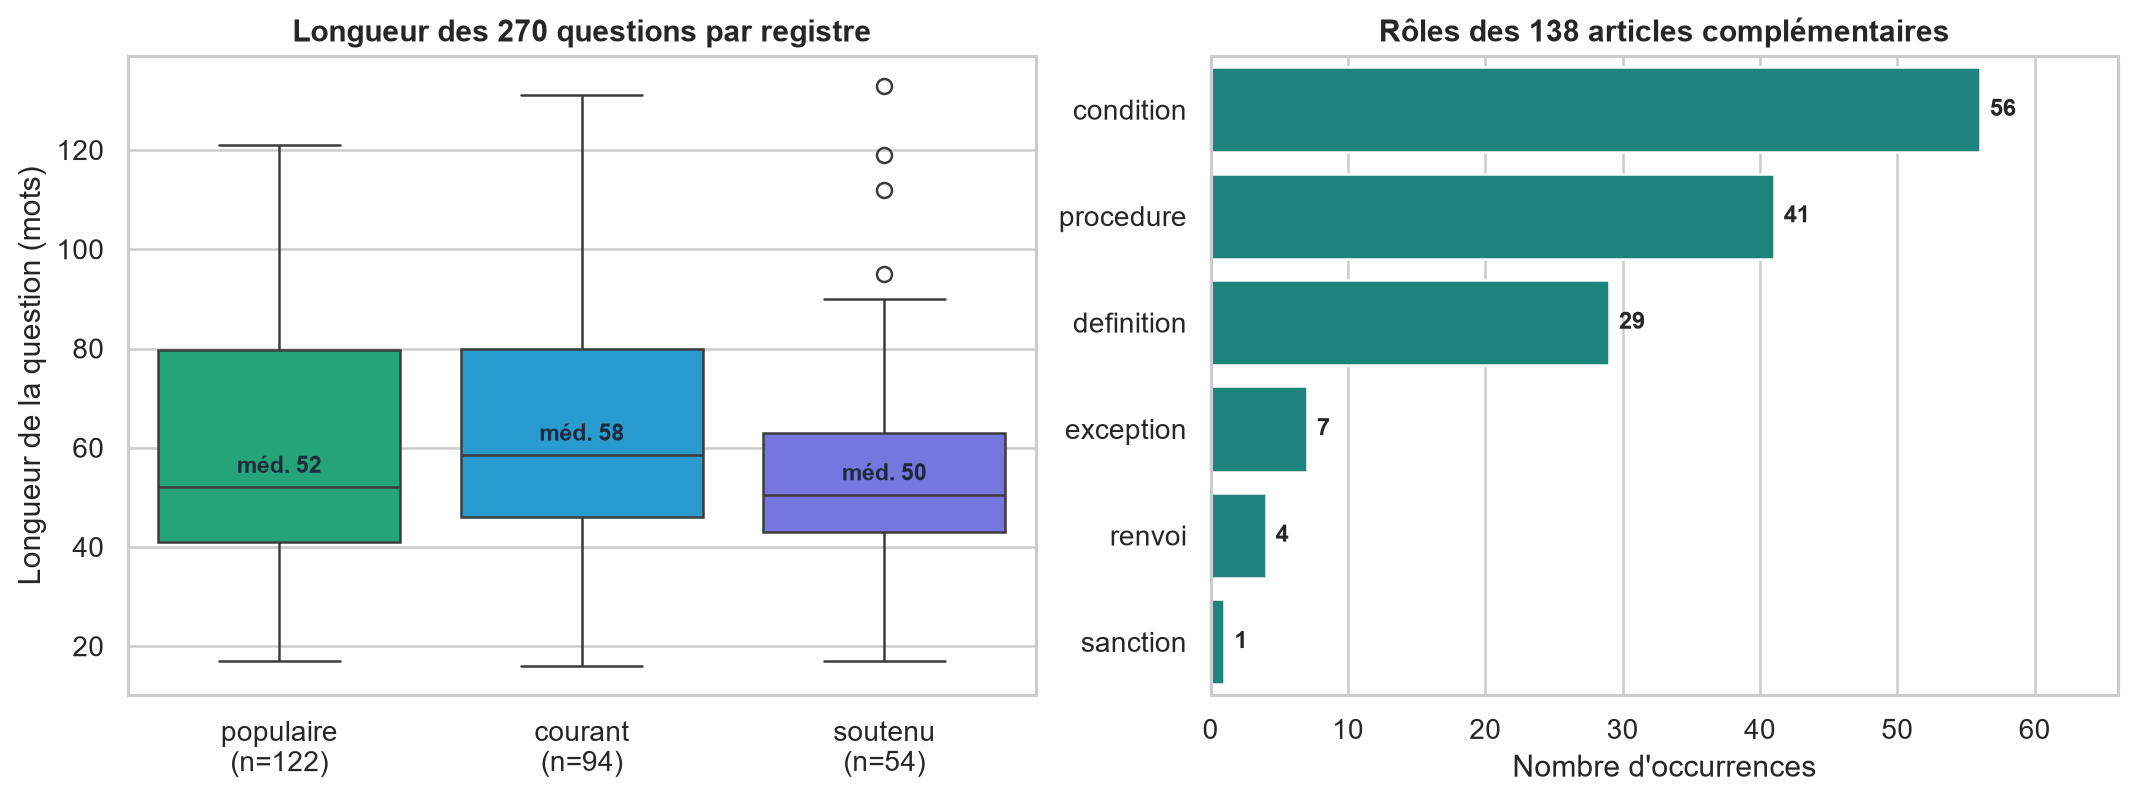 Longueur des 270 questions par registre
Longueur de la question (mots)
120
100
80
60
40
20
méd. 52
méd. 58
méd. 50
populaire
(n=122)
courant
(n=94)
soutenu
(n=54)
Rôles des 138 articles complémentaires
condition
56
procedure
41
definition
29
exception
7
renvoi
4
sanction
1
0
10
20
30
40
50
60
Nombre d'occurrences